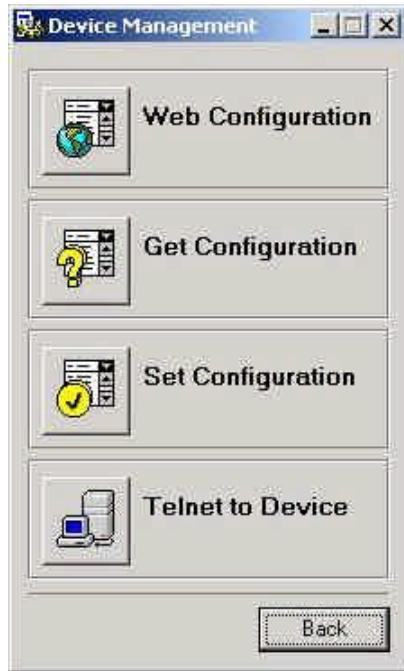 Device Management
Web Configuration
Get Configuration
Set Configuration
Telnet to Device
Back